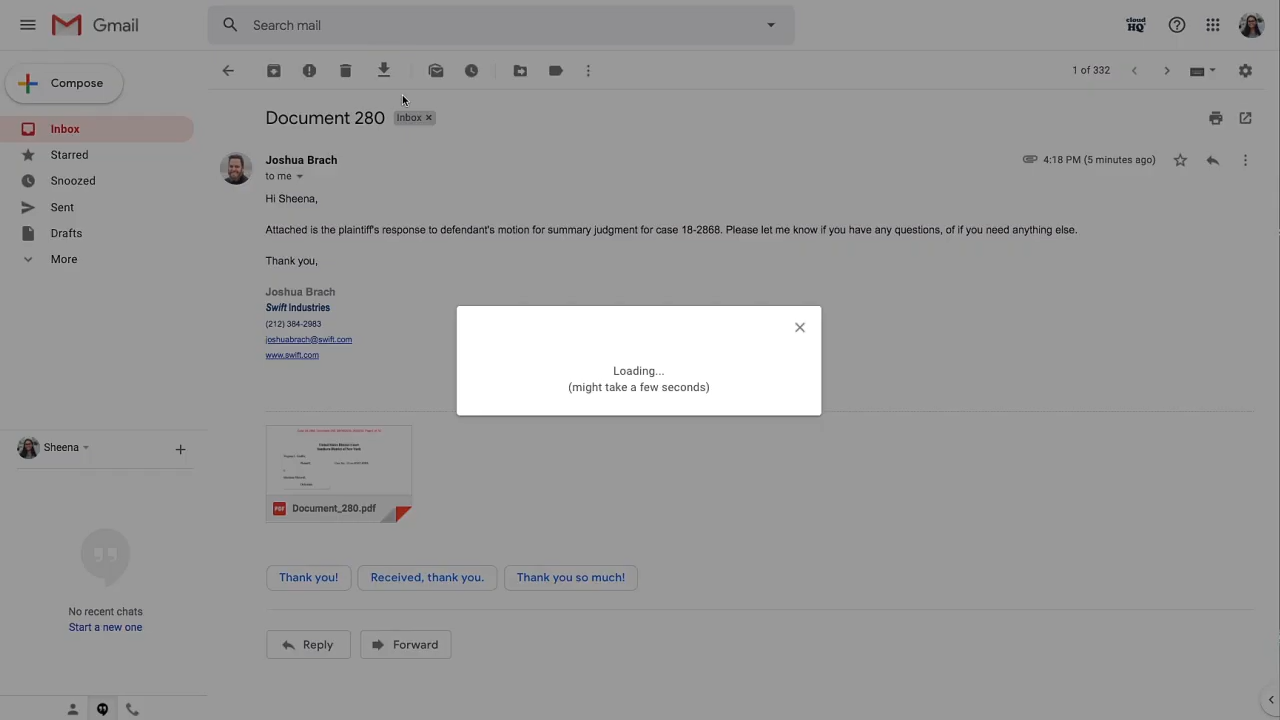 Gmail
Search mail
cloud
HQ
Compose
1 of 332
Inbox
Starred
Snoozed
Sent
Drafts
More
Document 280
Inbox ×
Joshua Brach
to me
4:18 PM (5 minutes ago)
Hi Sheena,
Attached is the plaintiff's response to defendant's motion for summary judgment for case 18-2868. Please let me know if you have any questions, of if you need anything else.
Thank you,
Joshua Brach
Swift Industries
(212) 384-2983
joshuabrach@swift.com
www.swift.com
Loading...
(might take a few seconds)
PDF
Document_280.pdf
Thank you!
Received, thank you.
Thank you so much!
Reply
Forward
Sheena
No recent chats
Start a new one